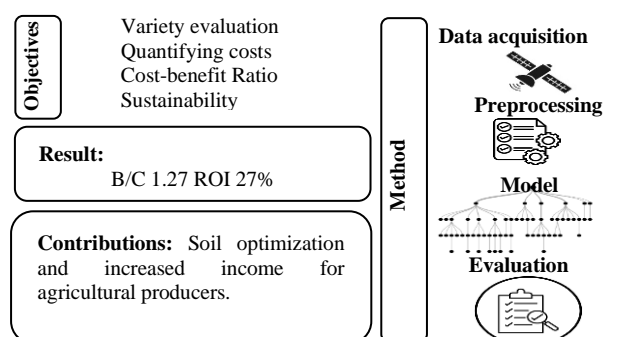 Objectives
Variety evaluation
Quantifying costs
Cost-benefit Ratio
Sustainability
Result:
B/C 1.27 ROI 27%
Contributions: Soil optimization
and increased income for
agricultural producers.
Method
Data acquisition
Preprocessing
Model
Evaluation